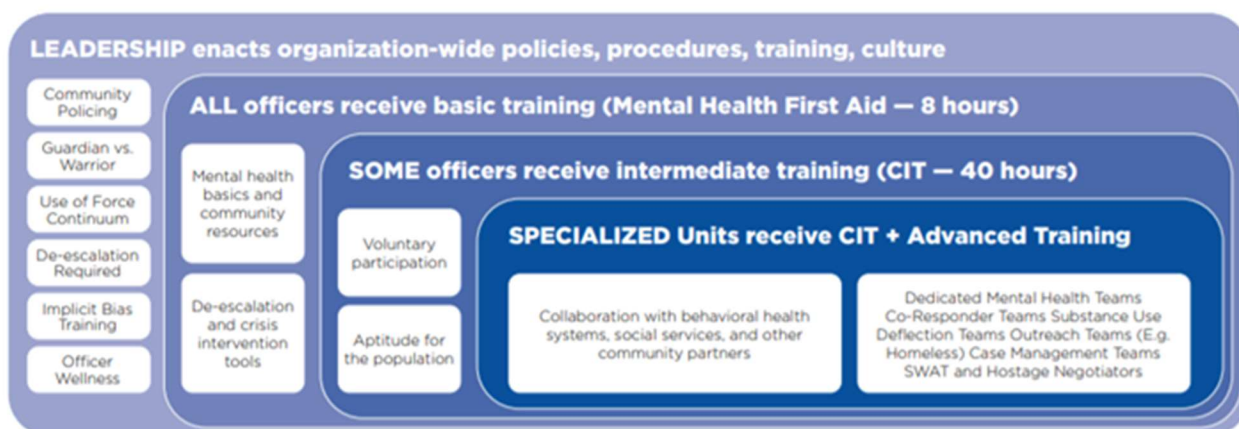 LEADERSHIP enacts organization-wide policies, procedures, training, culture
Community
Policing
Guardian vs.
Warrior
Use of Force
Continuum
De-escalation
Required
Implicit Bias
Training
Officer
Wellness
ALL officers receive basic training (Mental Health First Aid — 8 hours)
Mental health
basics and
community
resources
De-escalation
and crisis
intervention
tools
SOME officers receive intermediate training (CIT — 40 hours)
Voluntary
participation
Aptitude for
the population
SPECIALIZED Units receive CIT + Advanced Training
Collaboration with behavioral health
systems, social services, and other
community partners
Dedicated Mental Health Teams
Co-Responder Teams Substance Use
Deflection Teams Outreach Teams (E.g.
Homeless) Case Management Teams
SWAT and Hostage Negotiators